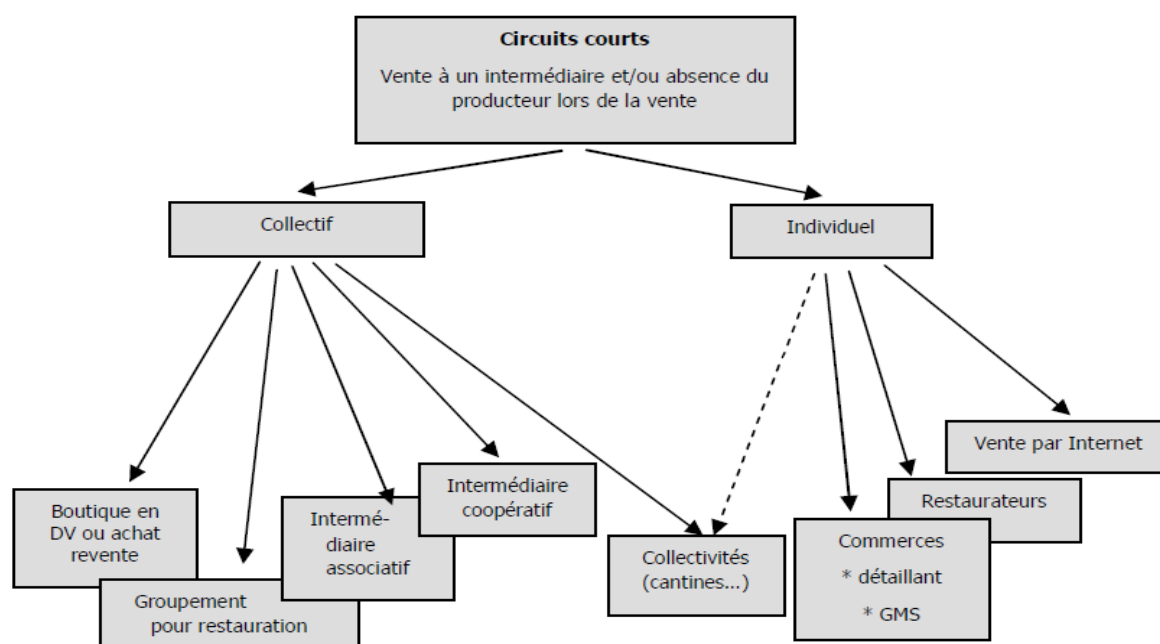 Circuits courts
Vente à un intermédiaire et/ou absence du
producteur lors de la vente
Collectif
Individuel
Boutique en
DV ou achat
revente
Groupement
pour restauration
Intermé-
diaire
associatif
Intermédiaire
coopératif
Collectivités
(cantines...)
Commerces
* détaillant
* GMS
Restaurateurs
Vente par Internet